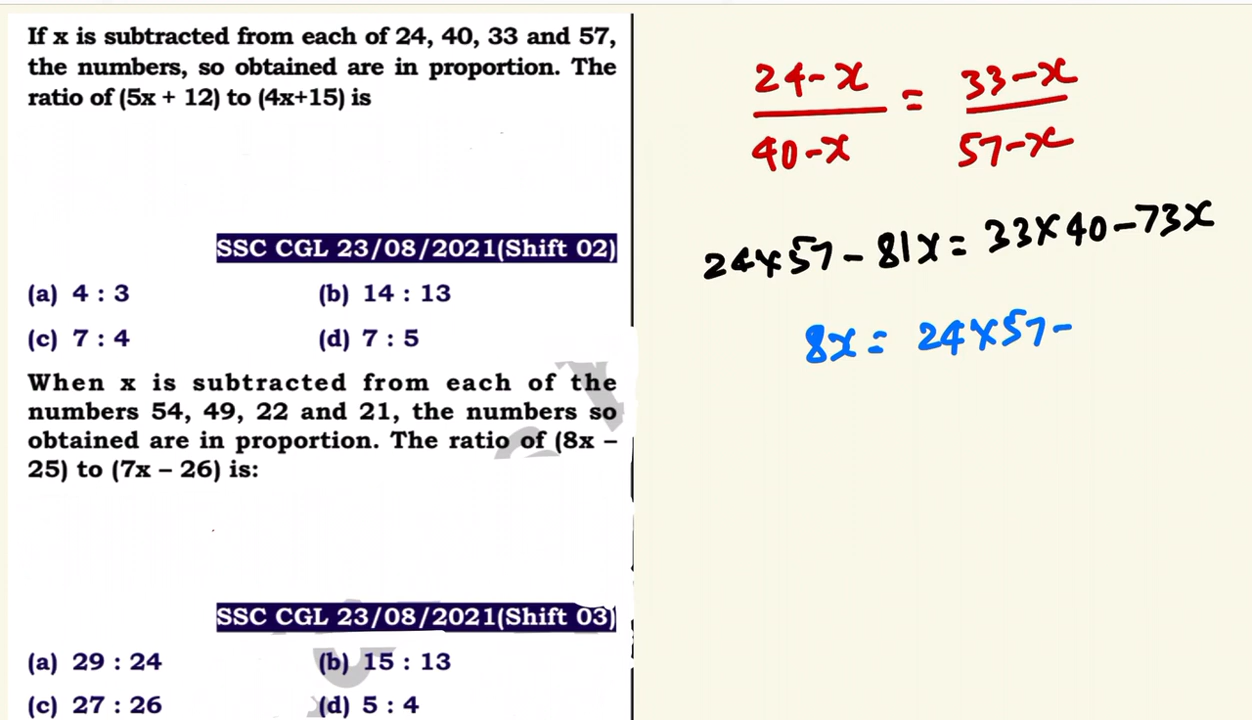 If x is subtracted from each of 24, 40, 33 and 57,
the numbers, so obtained are in proportion. The
ratio of (5x + 12) to (4x+15) is
SSC CGL 23/08/2021(Shift 02)
(a) 4 : 3 (b) 14 : 13
(c) 7 : 4 (d) 7 : 5
When x is subtracted from each of the
numbers 54, 49, 22 and 21, the numbers so
obtained are in proportion. The ratio of (8x –
25) to (7x – 26) is:
SSC CGL 23/08/2021(Shift 03)
(a) 29 : 24 (b) 15 : 13
(c) 27 : 26 (d) 5 : 4
24-x = 33-x
40-x 57-x
24×57-81x=33×40-73x
8x= 24×57-